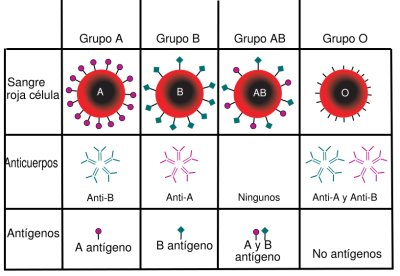 Grupo A Grupo B Grupo AB Grupo O
Sangre
roja célula
A B AB O
Anticuerpos
Anti-B Anti-A Ningunos Anti-A y Anti-B
Antígenos
A antígeno B antígeno A y B
antígeno No antígenos